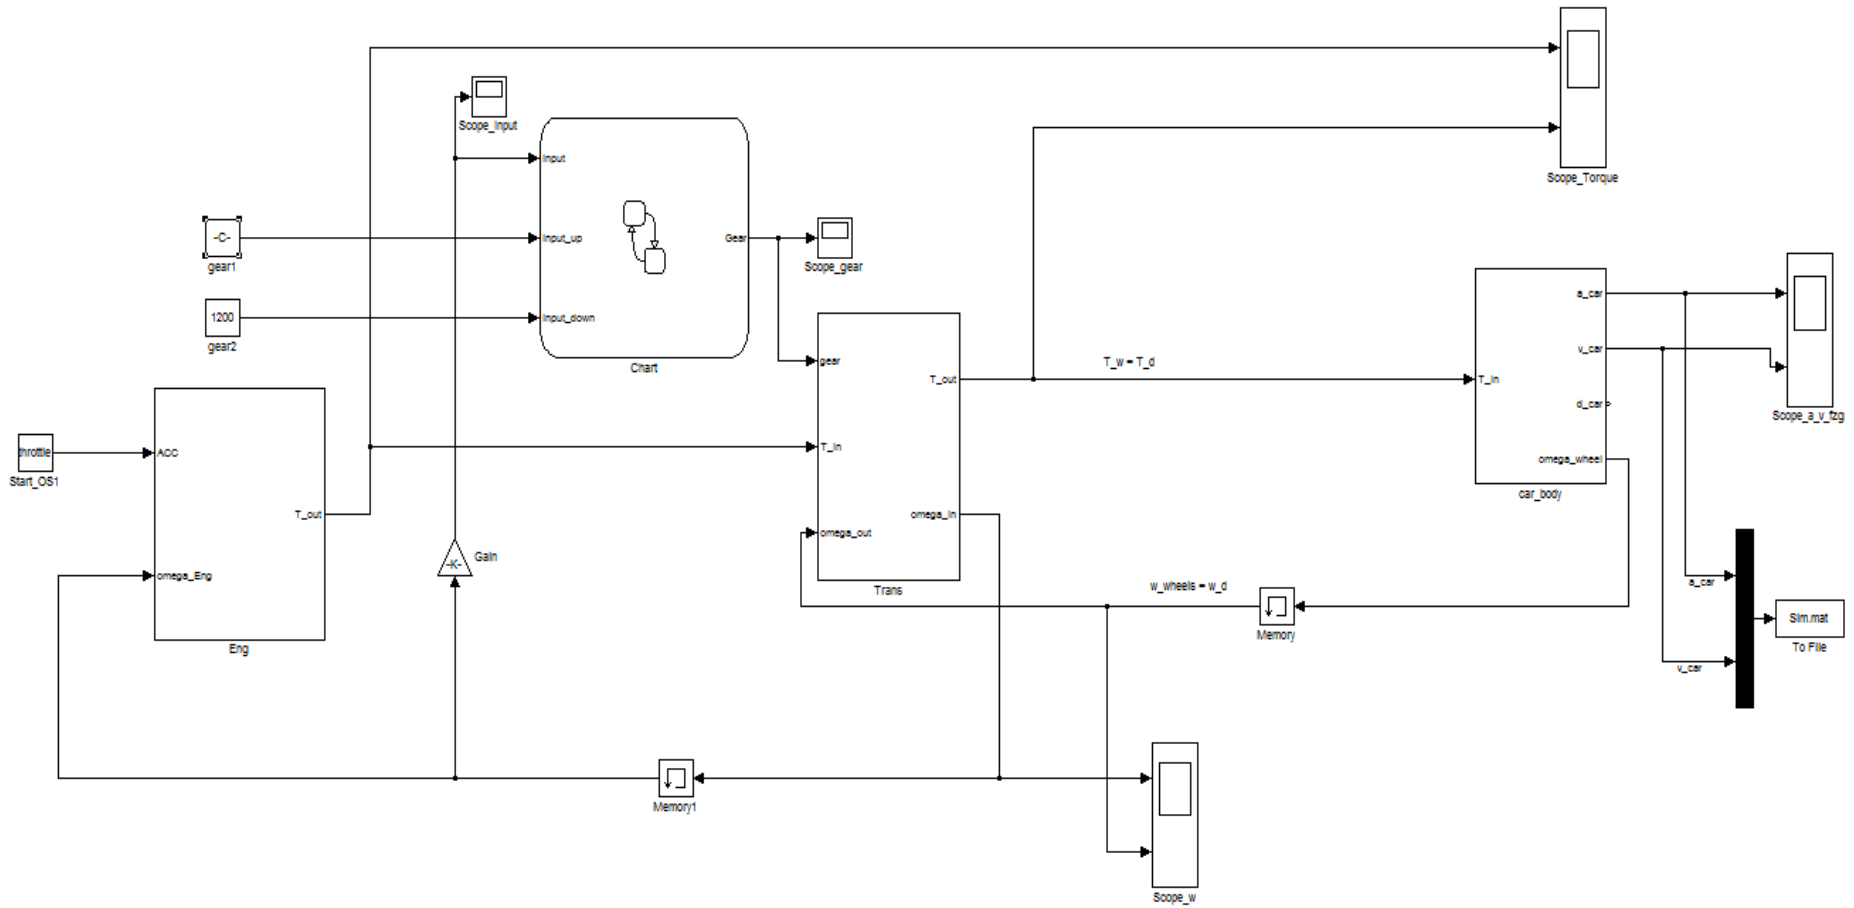 Scope_Input
Scope_Torque
Input
-C-
gear1
Input_up
Gear
Scope_gear
1200
gear2
Input_down
Chart
a_car
v_car
d_car
omega_wheel
T_in
car_body
Scope_a_v_fzg
gear
T_out
T_in
omega_in
omega_out
Trans
T_w = T_d
throttle
Start_OS1
ACC
T_out
omega_Eng
Eng
-K-
Gain
w_wheels = w_d
Memory
a_car
v_car
Sim.mat
To File
Memory1
Scope_w